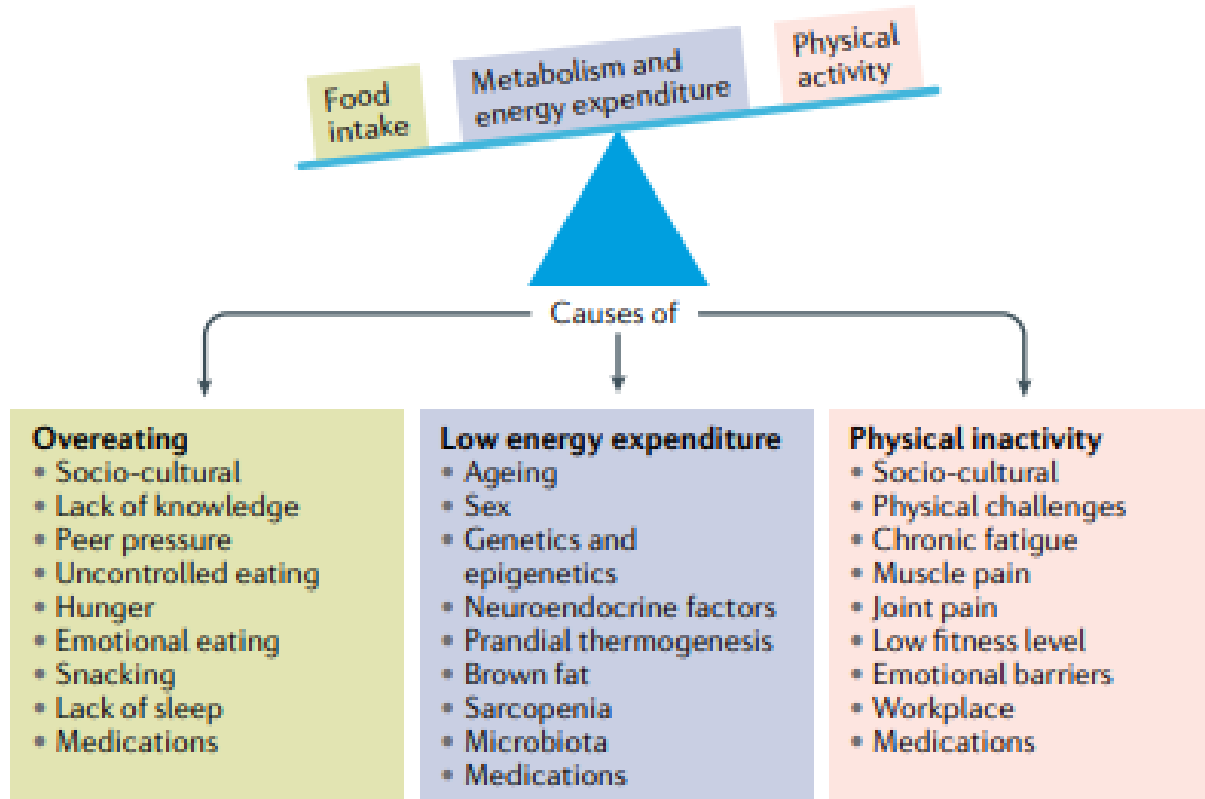 Food
intake
Metabolism and
energy expenditure
Physical
activity
Causes of
Overeating
• Socio-cultural
• Lack of knowledge
• Peer pressure
• Uncontrolled eating
• Hunger
• Emotional eating
• Snacking
• Lack of sleep
• Medications
Low energy expenditure
• Ageing
• Sex
• Genetics and
epigenetics
• Neuroendocrine factors
• Prandial thermogenesis
• Brown fat
• Sarcopenia
• Microbiota
• Medications
Physical inactivity
• Socio-cultural
• Physical challenges
• Chronic fatigue
• Muscle pain
• Joint pain
• Low fitness level
• Emotional barriers
• Workplace
• Medications